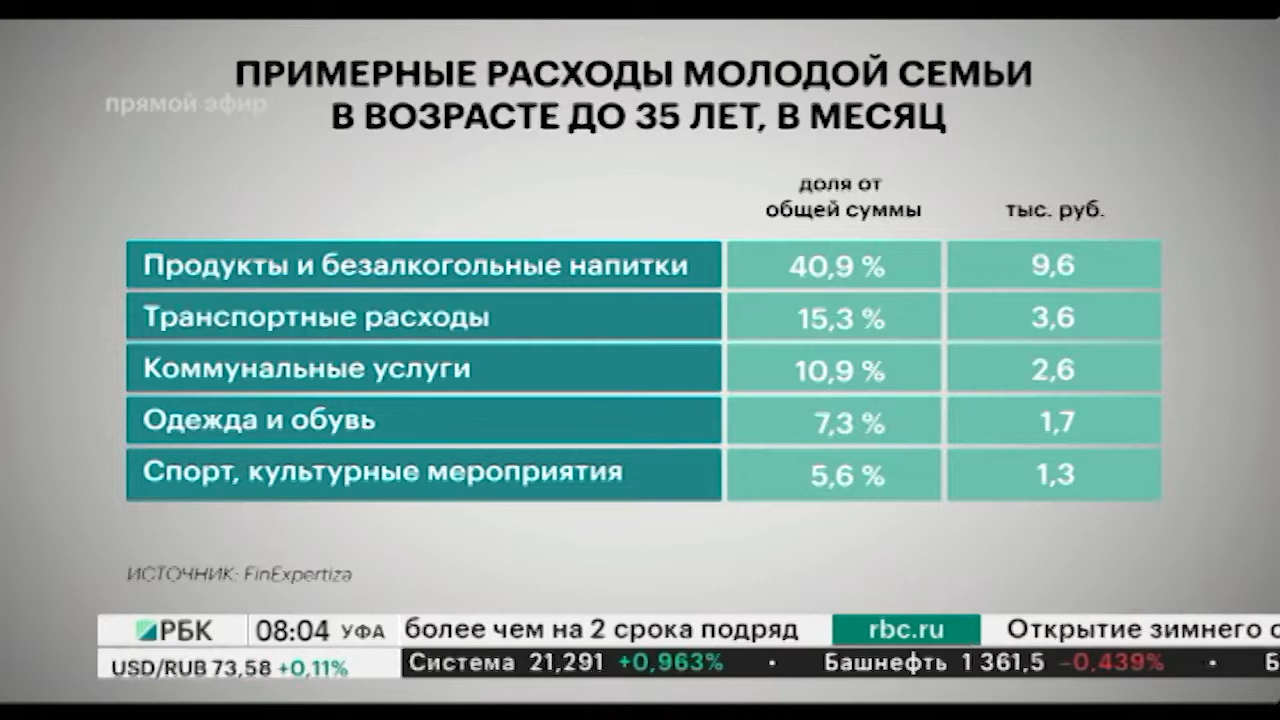 ПРИМЕРНЫЕ РАСХОДЫ МОЛОДОЙ СЕМЬИ
В ВОЗРАСТЕ ДО 35 ЛЕТ, В МЕСЯЦ
прямой эфир
доля от
общей суммы
тыс. руб.
Продукты и безалкогольные напитки 40,9 % 9,6
Транспортные расходы 15,3 % 3,6
Коммунальные услуги 10,9 % 2,6
Одежда и обувь 7,3 % 1,7
Спорт, культурные мероприятия 5,6 % 1,3
ИСТОЧНИК: FinExpertiza
РБК 08:04 УФА более чем на 2 срока подряд rbc.ru Открытие зимнего с
USD/RUB 73,58 +0,11% Система 21,291 +0,963% • Башнефть 1 361,5 -0,439% • Б